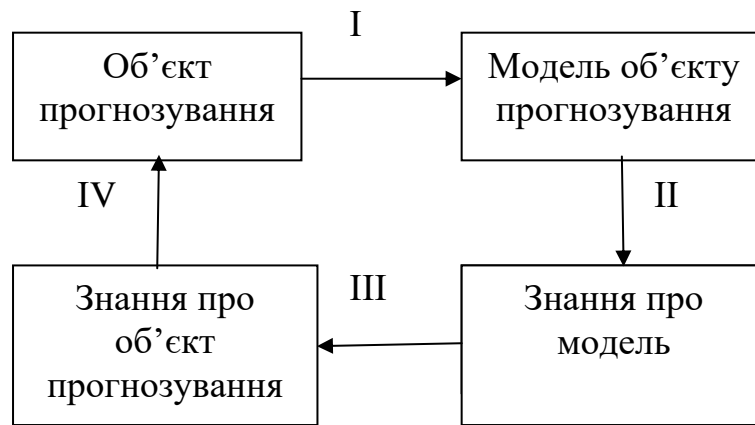 I
Об’єкт
прогнозування
Модель об’єкту
прогнозування
IV
II
Знання про
об’єкт
прогнозування
III
Знання про
модель